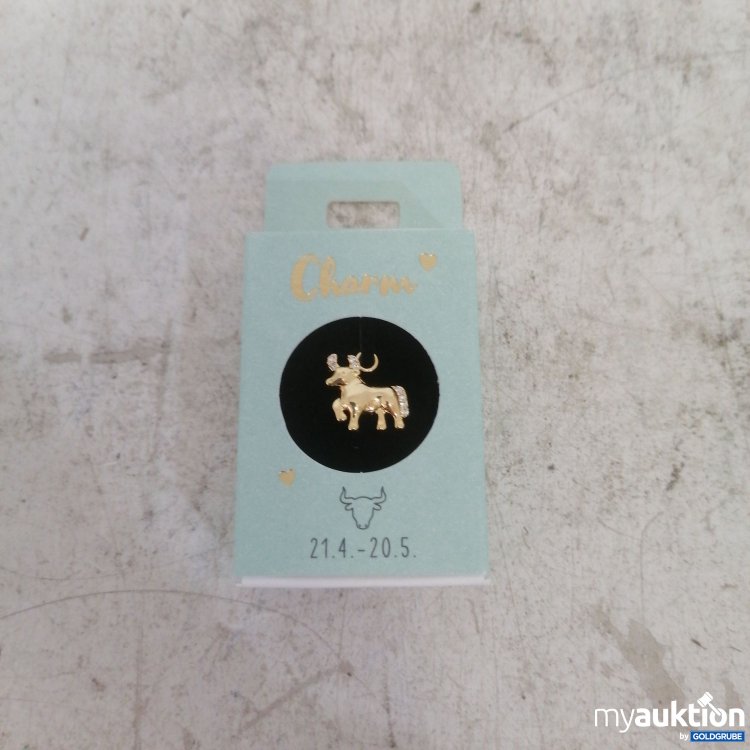 Charm
21.4.-20.5.
myauktion
by GOLDGRUBE